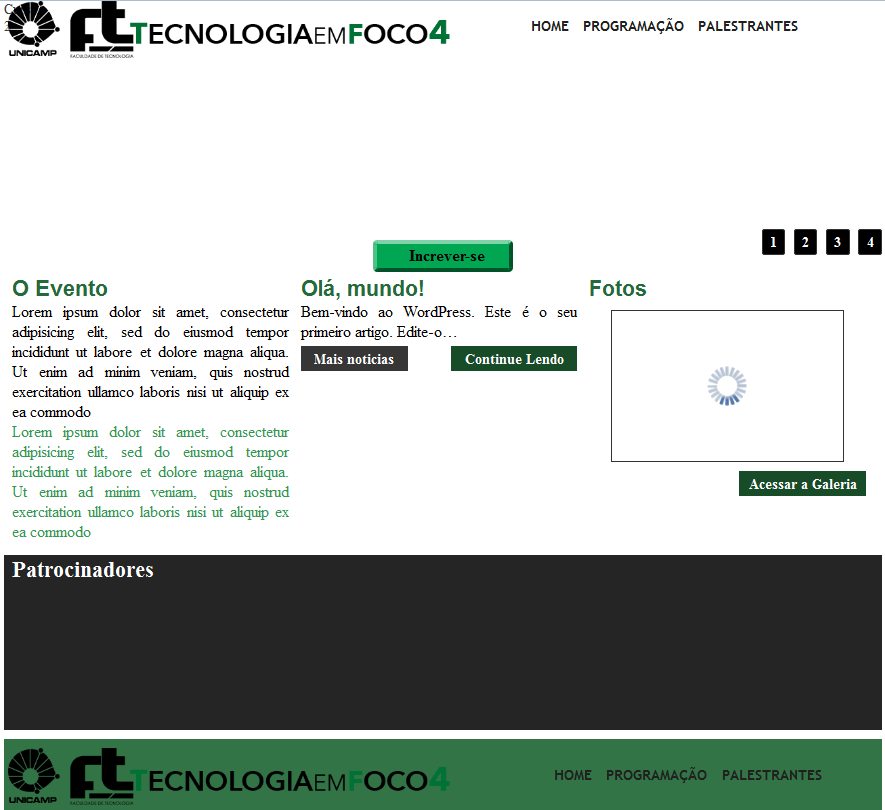 UNICAMP
FACULDADE DE TECNOLOGIA
TECNOLOGIAEMFOCO4
HOME PROGRAMAÇÃO PALESTRANTES
1 2 3 4
Increver-se
O Evento
Lorem ipsum dolor sit amet, consectetur
adipisicing elit, sed do eiusmod tempor
incididunt ut labore et dolore magna aliqua.
Ut enim ad minim veniam, quis nostrud
exercitation ullamco laboris nisi ut aliquip ex
ea commodo
Lorem ipsum dolor sit amet, consectetur
adipisicing elit, sed do eiusmod tempor
incididunt ut labore et dolore magna aliqua.
Ut enim ad minim veniam, quis nostrud
exercitation ullamco laboris nisi ut aliquip ex
ea commodo
Olá, mundo!
Bem-vindo ao WordPress. Este é o seu
primeiro artigo. Edite-o…
Mais noticias
Continue Lendo
Fotos
Acessar a Galeria
Patrocinadores
UNICAMP
FACULDADE DE TECNOLOGIA
TECNOLOGIAEMFOCO4
HOME PROGRAMAÇÃO PALESTRANTES